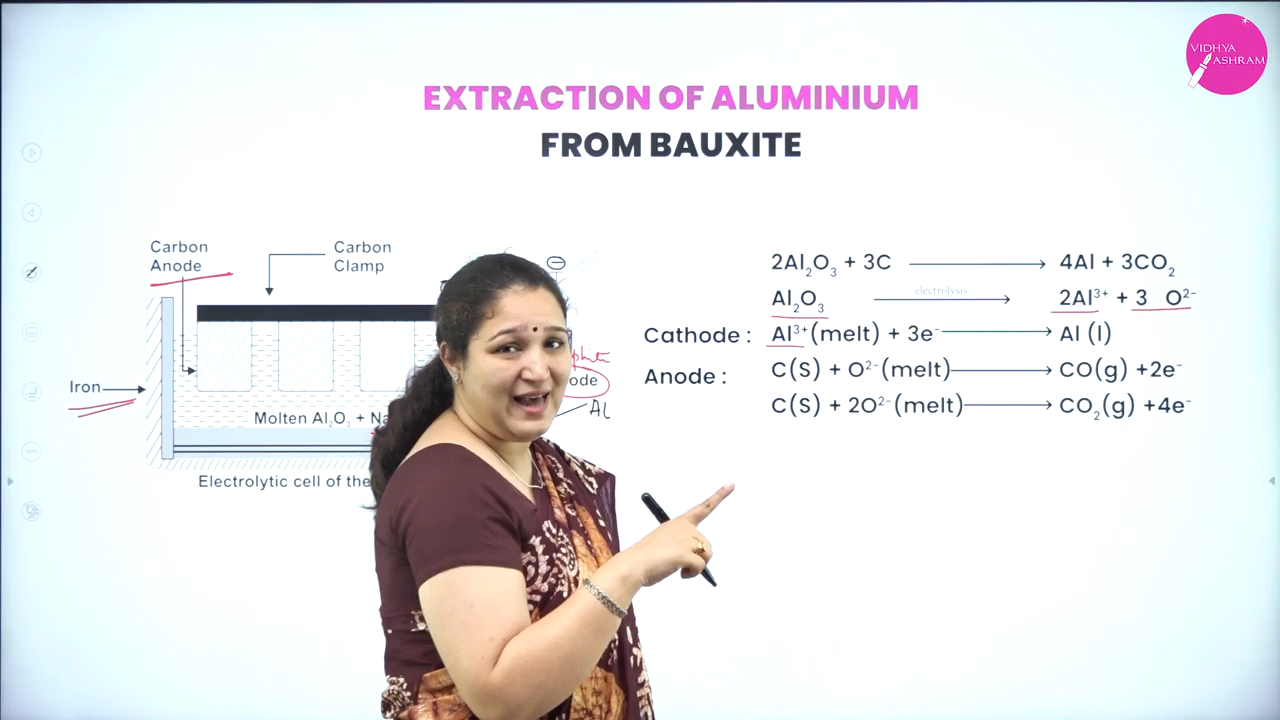 VIDHYA
ASHRAM
EXTRACTION OF ALUMINIUM
FROM BAUXITE
Carbon
Anode
Carbon
Clamp
Iron
Molten Al₂O₃ + Na
Electrolytic cell of the
⊖
ode
Al
2Al₂O₃ + 3C ⟶ 4Al + 3CO₂
Al₂O₃ electrolysis ⟶ 2Al³⁺ + 3 O²⁻
Cathode : Al³⁺(melt) + 3e⁻ ⟶ Al (l)
Anode : C(S) + O²⁻(melt) ⟶ CO(g) +2e⁻
C(S) + 2O²⁻(melt) ⟶ CO₂(g) +4e⁻